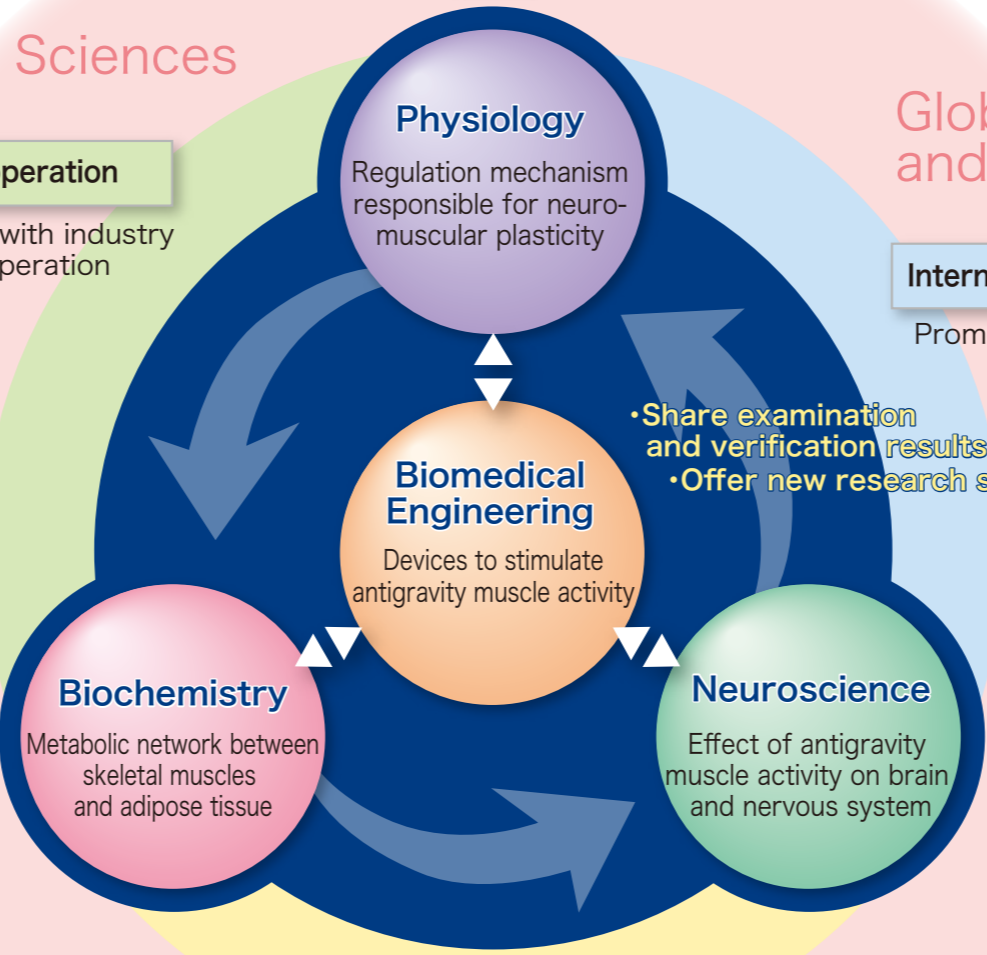 Sciences
peration
with industry
peration
Physiology
Regulation mechanism
responsible for neuro-
muscular plasticity
Glob
and
Intern
Prom
•Share examination
and verification results
•Offer new research s
Biomedical
Engineering
Devices to stimulate
antigravity muscle activity
Biochemistry
Metabolic network between
skeletal muscles
and adipose tissue
Neuroscience
Effect of antigravity
muscle activity on brain
and nervous system